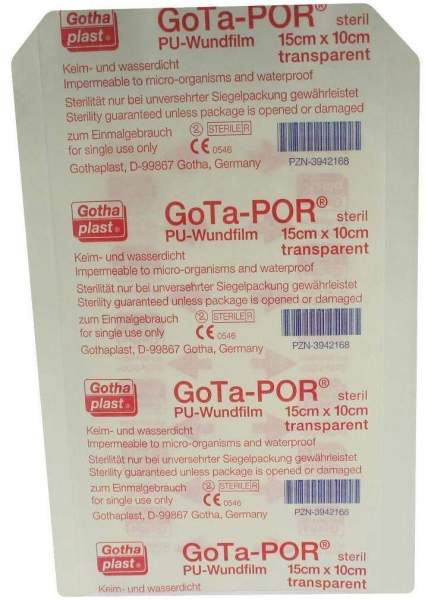 Gotha plast® GoTa-POR® steril
PU-Wundfilm 15cm x 10cm
transparent
Keim- und wasserdicht
Impermeable to micro-organisms and waterproof
Sterilität nur bei unversehrter Siegelpackung gewährleistet
Sterility guaranteed unless package is opened or damaged
zum Einmalgebrauch 2 STERILE R
for single use only CE 0546
Gothaplast, D-99867 Gotha, Germany PZN-3942168
Gotha plast® GoTa-POR® steril
PU-Wundfilm 15cm x 10cm
transparent
Keim- und wasserdicht
Impermeable to micro-organisms and waterproof
Sterilität nur bei unversehrter Siegelpackung gewährleistet
Sterility guaranteed unless package is opened or damaged
zum Einmalgebrauch 2 STERILE R
for single use only CE 0546
Gothaplast, D-99867 Gotha, Germany PZN-3942168
Gotha plast® GoTa-POR® steril
PU-Wundfilm 15cm x 10cm
transparent
Keim- und wasserdicht
Impermeable to micro-organisms and waterproof
Sterilität nur bei unversehrter Siegelpackung gewährleistet
Sterility guaranteed unless package is opened or damaged
zum Einmalgebrauch 2 STERILE R
for single use only CE 0546
Gothaplast, D-99867 Gotha, Germany PZN-3942168
Gotha plast® GoTa-POR® steril
PU-Wundfilm 15cm x 10cm
transparent
Keim- und wasserdicht